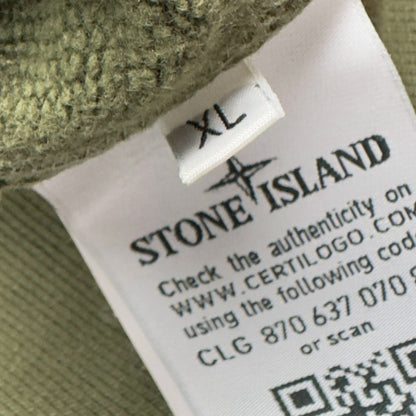 XL
STONE ISLAND
Check the authenticity on
WWW.CERTILOGO.COM
using the following code
CLG 870 637 070
or scan